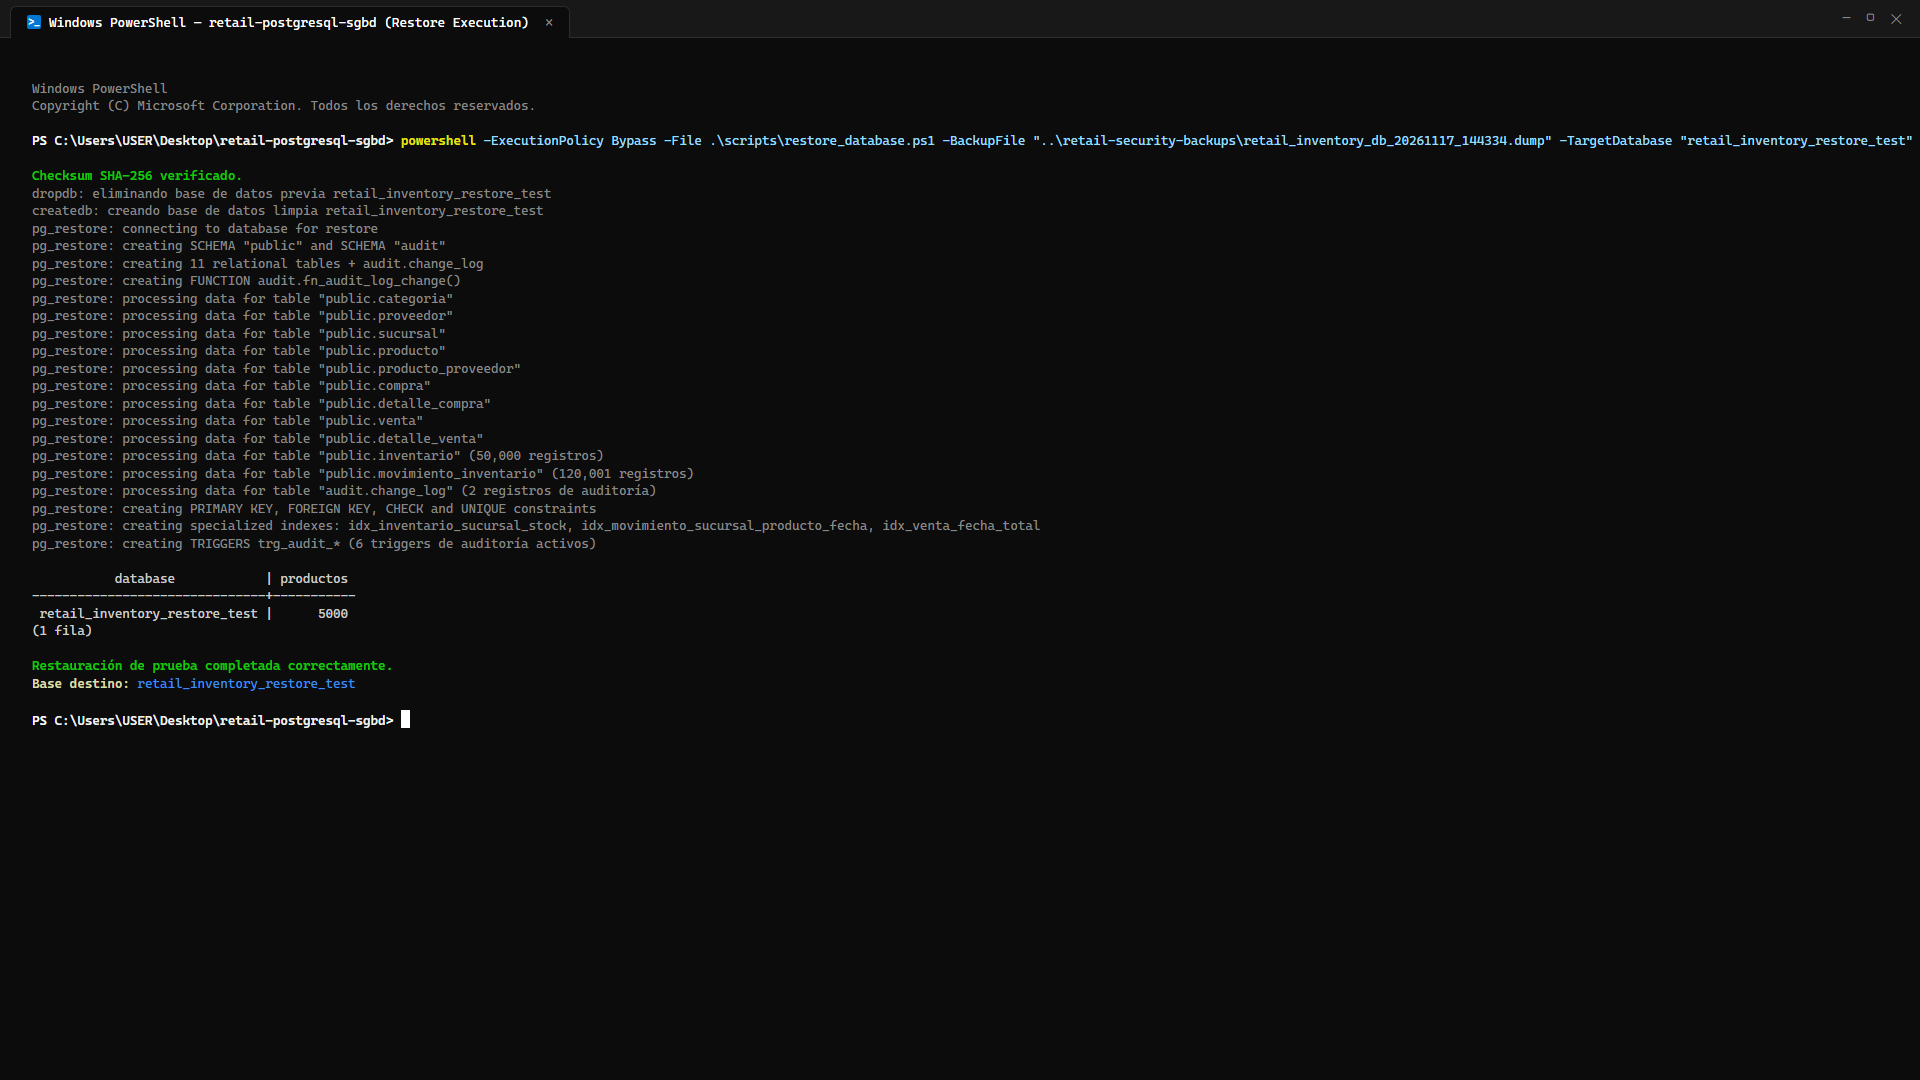 Windows PowerShell — retail-postgresql-sgbd (Restore Execution)
Windows PowerShell
Copyright (C) Microsoft Corporation. Todos los derechos reservados.
PS C:\Users\USER\Desktop\retail-postgresql-sgbd> powershell -ExecutionPolicy Bypass -File .\scripts\restore_database.ps1 -BackupFile "..\retail-security-backups\retail_inventory_db_20261117_144334.dump" -TargetDatabase "retail_inventory_restore_test"
Checksum SHA-256 verificado.
dropdb: eliminando base de datos previa retail_inventory_restore_test
createdb: creando base de datos limpia retail_inventory_restore_test
pg_restore: connecting to database for restore
pg_restore: creating SCHEMA "public" and SCHEMA "audit"
pg_restore: creating 11 relational tables + audit.change_log
pg_restore: creating FUNCTION audit.fn_audit_log_change()
pg_restore: processing data for table "public.categoria"
pg_restore: processing data for table "public.proveedor"
pg_restore: processing data for table "public.sucursal"
pg_restore: processing data for table "public.producto"
pg_restore: processing data for table "public.producto_proveedor"
pg_restore: processing data for table "public.compra"
pg_restore: processing data for table "public.detalle_compra"
pg_restore: processing data for table "public.venta"
pg_restore: processing data for table "public.detalle_venta"
pg_restore: processing data for table "public.inventario" (50,000 registros)
pg_restore: processing data for table "public.movimiento_inventario" (120,001 registros)
pg_restore: processing data for table "audit.change_log" (2 registros de auditoría)
pg_restore: creating PRIMARY KEY, FOREIGN KEY, CHECK and UNIQUE constraints
pg_restore: creating specialized indexes: idx_inventario_sucursal_stock, idx_movimiento_sucursal_producto_fecha, idx_venta_fecha_total
pg_restore: creating TRIGGERS trg_audit_* (6 triggers de auditoría activos)
database | productos
-------------------------------+-----------
retail_inventory_restore_test | 5000
(1 fila)
Restauración de prueba completada correctamente.
Base destino: retail_inventory_restore_test
PS C:\Users\USER\Desktop\retail-postgresql-sgbd>